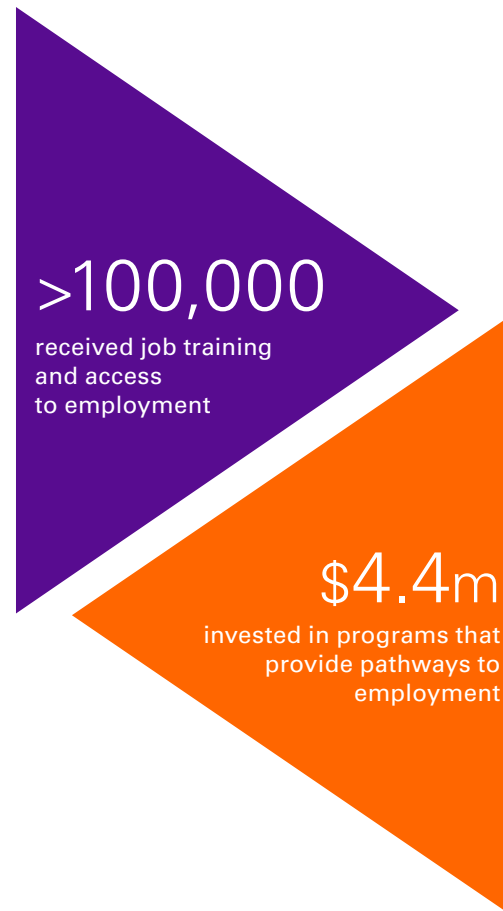 >100,000
received job training
and access
to employment
$4.4m
invested in programs that
provide pathways to
employment